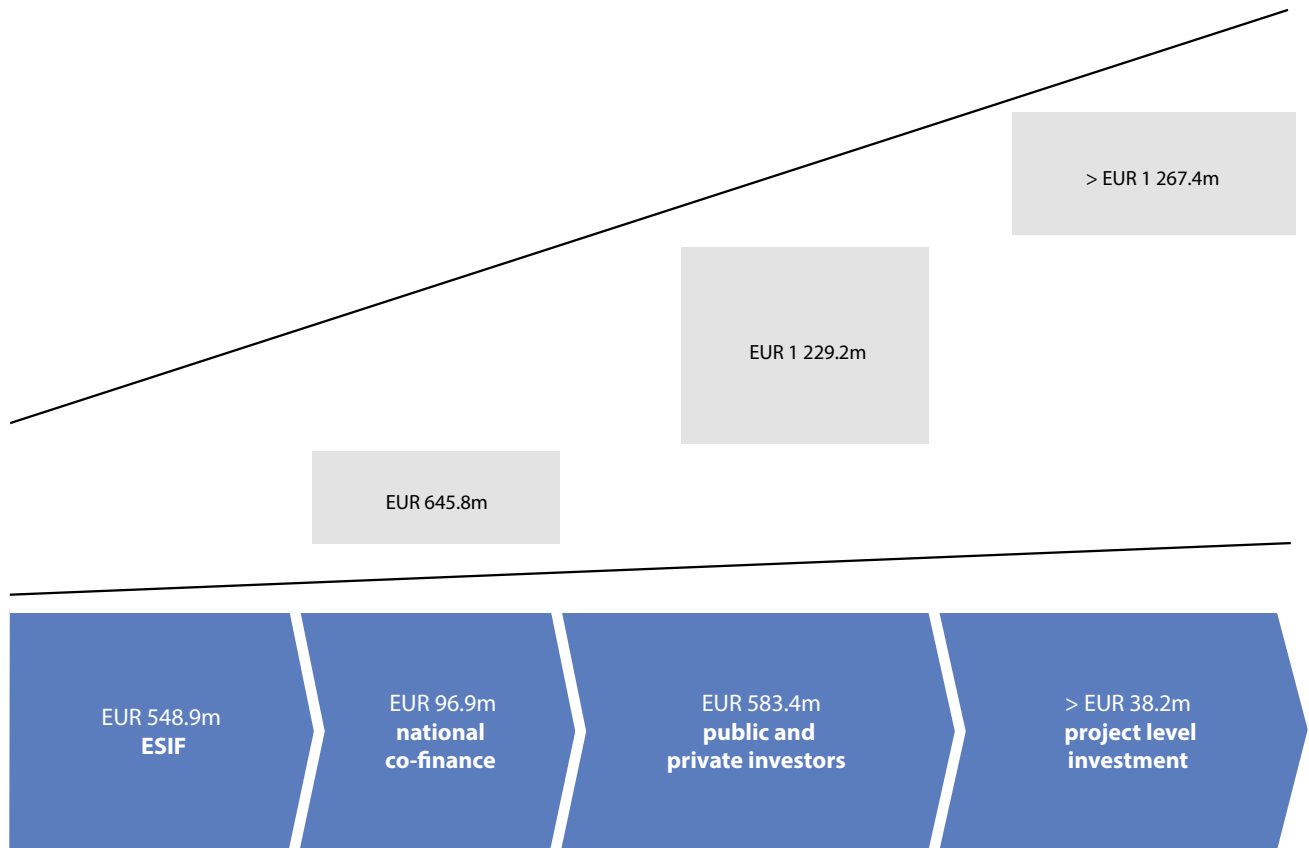 > EUR 1 267.4m
EUR 1 229.2m
EUR 645.8m
EUR 548.9m
ESIF
EUR 96.9m
national
co-finance
EUR 583.4m
public and
private investors
> EUR 38.2m
project level
investment